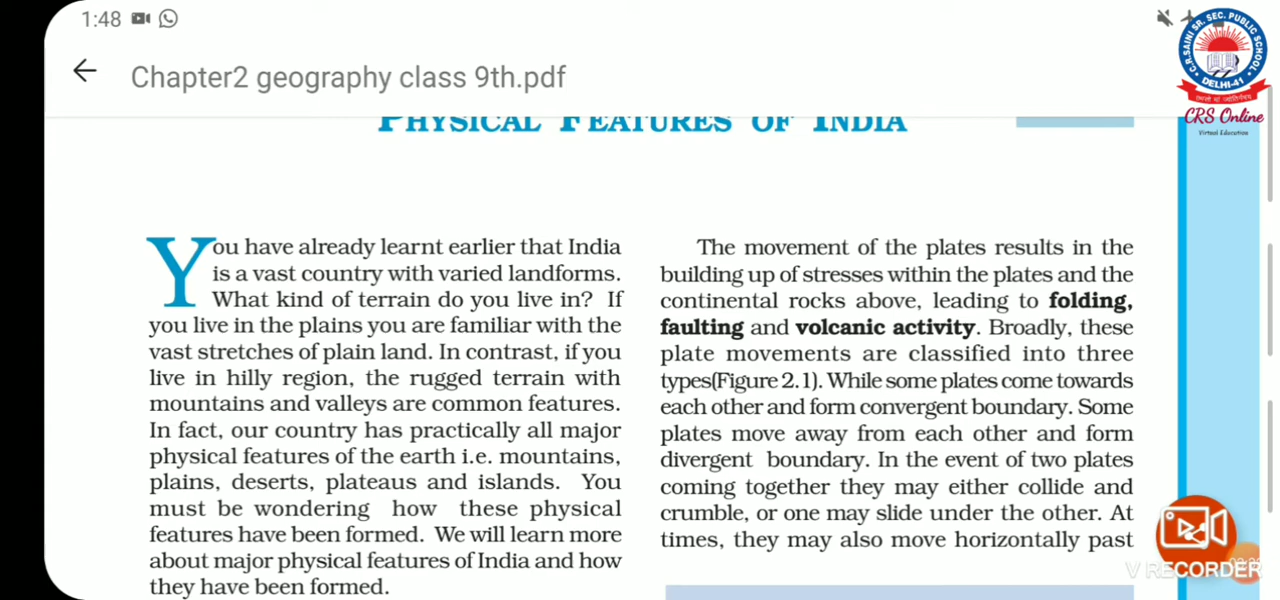 1:48
Chapter2 geography class 9th.pdf
C.R.SAINI SR. SEC. PUBLIC SCHOOL
DELHI-41
CRS Online
Virtual Education
PHYSICAL FEATURES OF INDIA
You have already learnt earlier that India
is a vast country with varied landforms.
What kind of terrain do you live in? If
you live in the plains you are familiar with the
vast stretches of plain land. In contrast, if you
live in hilly region, the rugged terrain with
mountains and valleys are common features.
In fact, our country has practically all major
physical features of the earth i.e. mountains,
plains, deserts, plateaus and islands. You
must be wondering how these physical
features have been formed. We will learn more
about major physical features of India and how
they have been formed.
The movement of the plates results in the
building up of stresses within the plates and the
continental rocks above, leading to folding,
faulting and volcanic activity. Broadly, these
plate movements are classified into three
types(Figure 2.1). While some plates come towards
each other and form convergent boundary. Some
plates move away from each other and form
divergent boundary. In the event of two plates
coming together they may either collide and
crumble, or one may slide under the other. At
times, they may also move horizontally past
V RECORDER